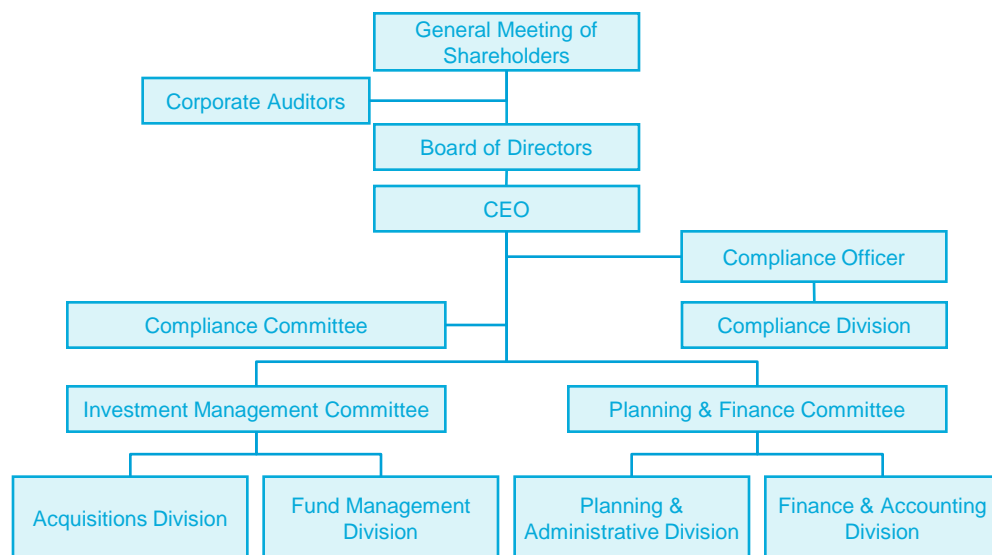 General Meeting of
Shareholders
Corporate Auditors
Board of Directors
CEO
Compliance Officer
Compliance Committee
Compliance Division
Investment Management Committee
Planning & Finance Committee
Acquisitions Division
Fund Management
Division
Planning &
Administrative Division
Finance & Accounting
Division